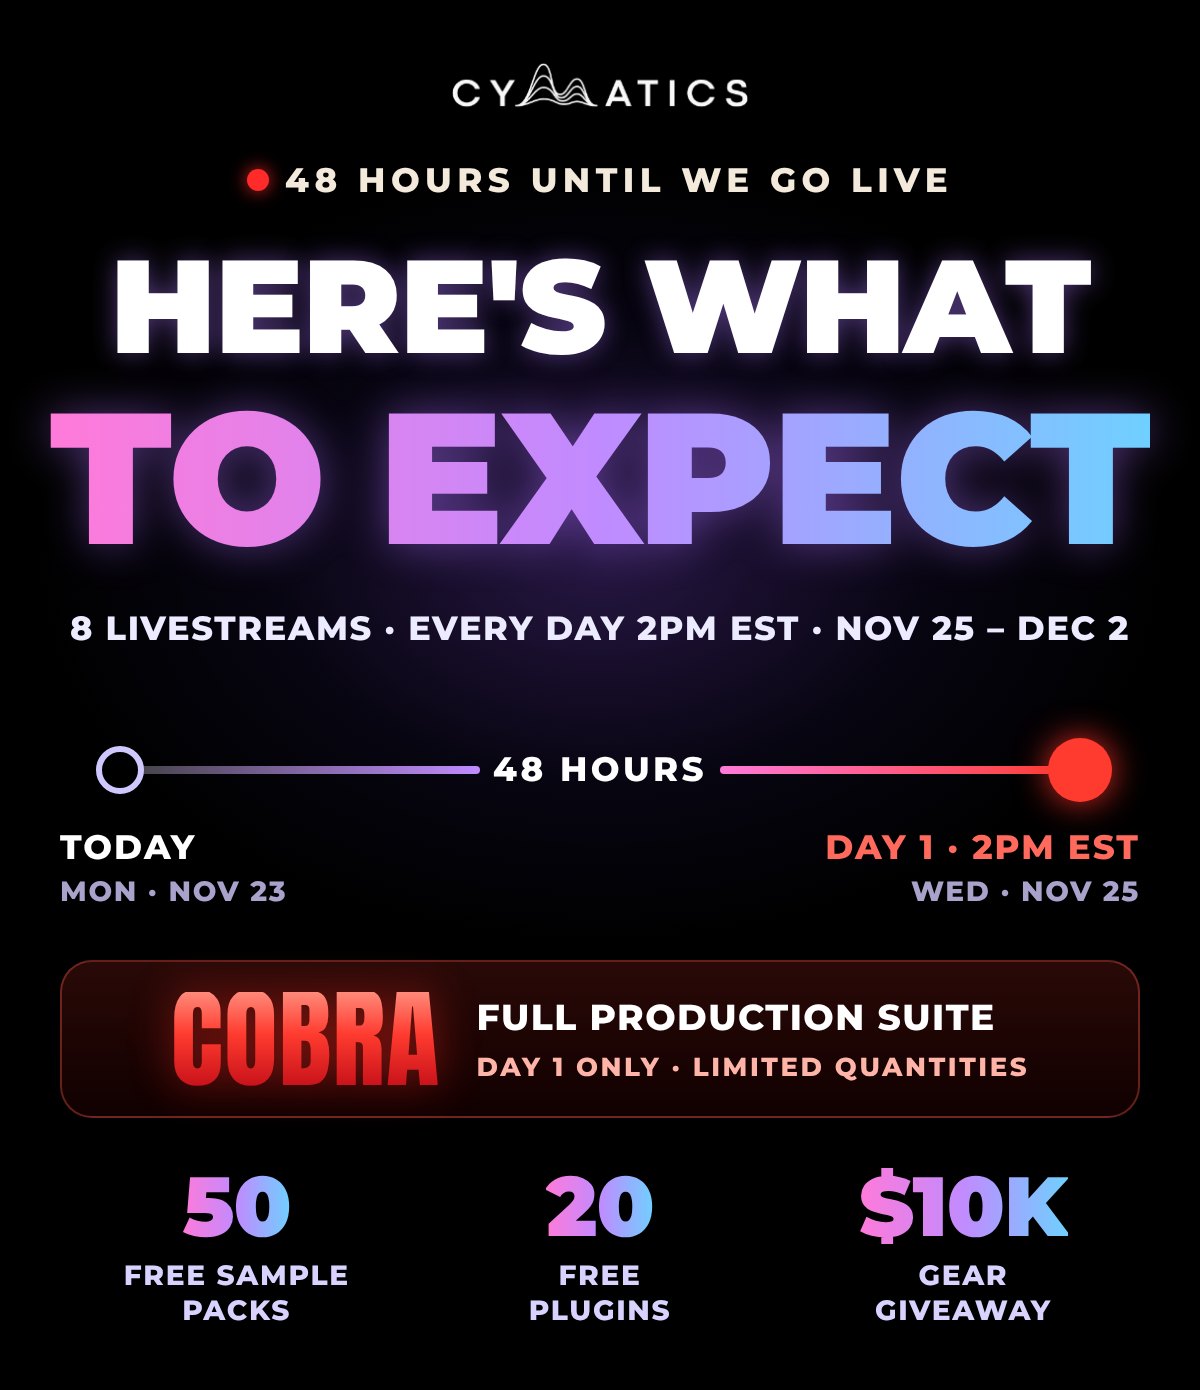 CYMATICS
48 HOURS UNTIL WE GO LIVE
HERE'S WHAT
TO EXPECT
8 LIVESTREAMS · EVERY DAY 2PM EST · NOV 25 – DEC 2
48 HOURS
TODAY
MON · NOV 23
DAY 1 · 2PM EST
WED · NOV 25
COBRA
FULL PRODUCTION SUITE
DAY 1 ONLY · LIMITED QUANTITIES
50
FREE SAMPLE
PACKS
20
FREE
PLUGINS
$10K
GEAR
GIVEAWAY